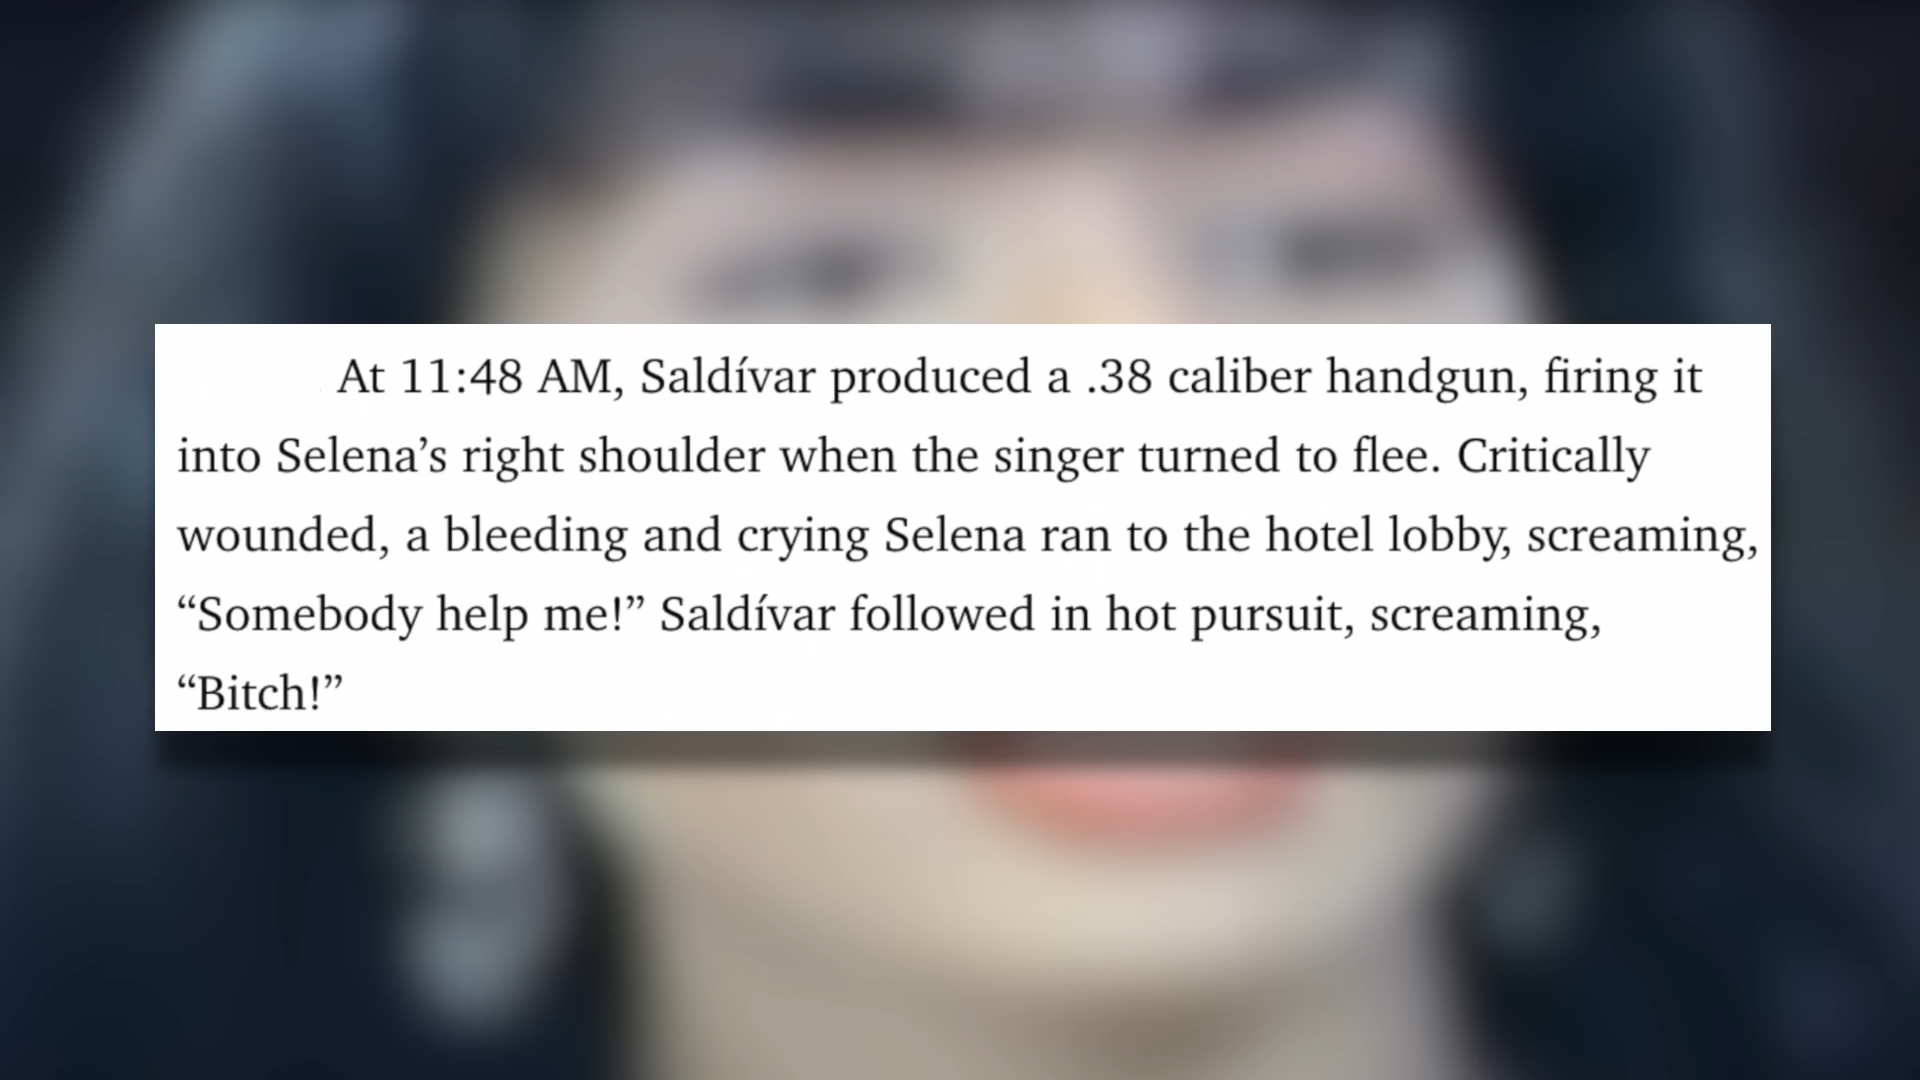 At 11:48 AM, Saldívar produced a .38 caliber handgun, firing it
into Selena’s right shoulder when the singer turned to flee. Critically
wounded, a bleeding and crying Selena ran to the hotel lobby, screaming,
“Somebody help me!” Saldívar followed in hot pursuit, screaming,
“Bitch!”